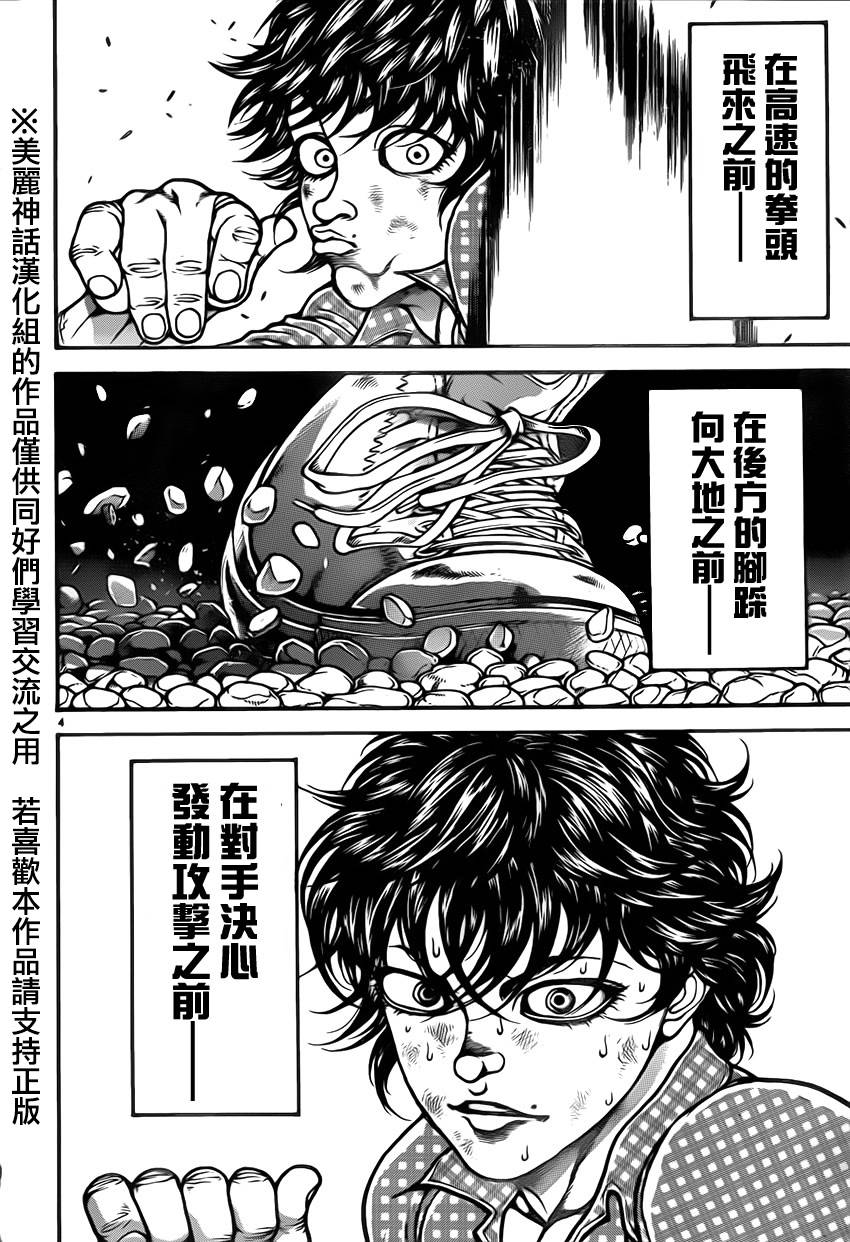 在高速的拳頭
飛來之前──
在後方的腳踩
向大地之前──
4
在對手決心
發動攻擊之前──
※美麗神話漢化組的作品僅供同好們學習交流之用　若喜歡本作品請支持正版